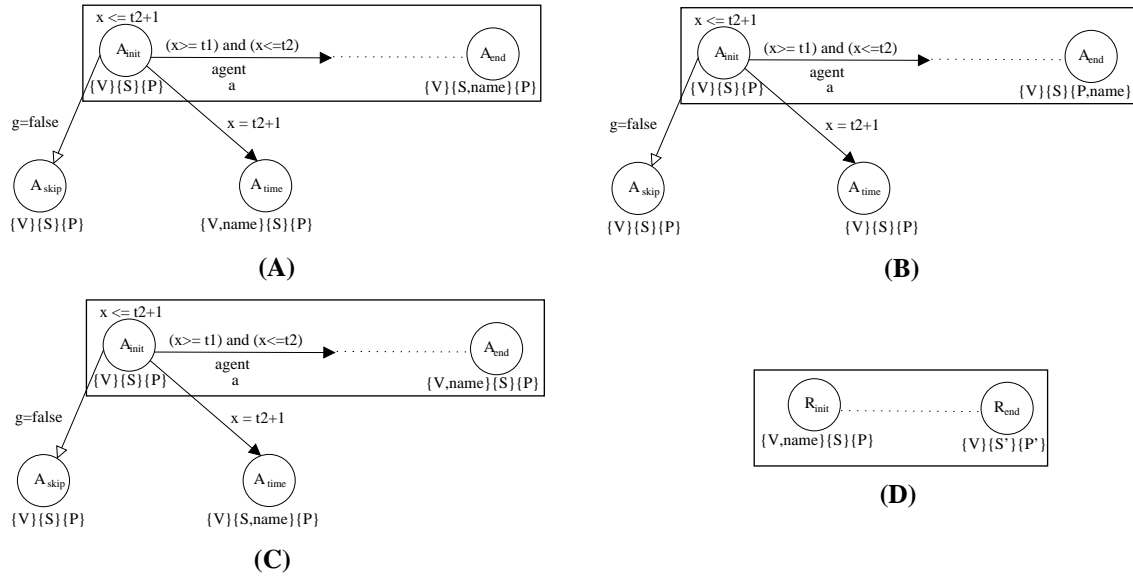 x <= t2+1
(x>= t1) and (x<=t2)
Ainit
Aend
agent
a
{V}{S}{P}
{V}{S,name}{P}
g=false
x = t2+1
Askip
Atime
{V}{S}{P}
{V,name}{S}{P}
(A)
x <= t2+1
(x>= t1) and (x<=t2)
Ainit
Aend
agent
a
{V}{S}{P}
{V}{S}{P,name}
g=false
x = t2+1
Askip
Atime
{V}{S}{P}
{V}{S}{P}
(B)
x <= t2+1
(x>= t1) and (x<=t2)
Ainit
Aend
agent
a
{V}{S}{P}
{V,name}{S}{P}
g=false
x = t2+1
Askip
Atime
{V}{S}{P}
{V}{S,name}{P}
(C)
Rinit
Rend
{V,name}{S}{P}
{V}{S’}{P’}
(D)